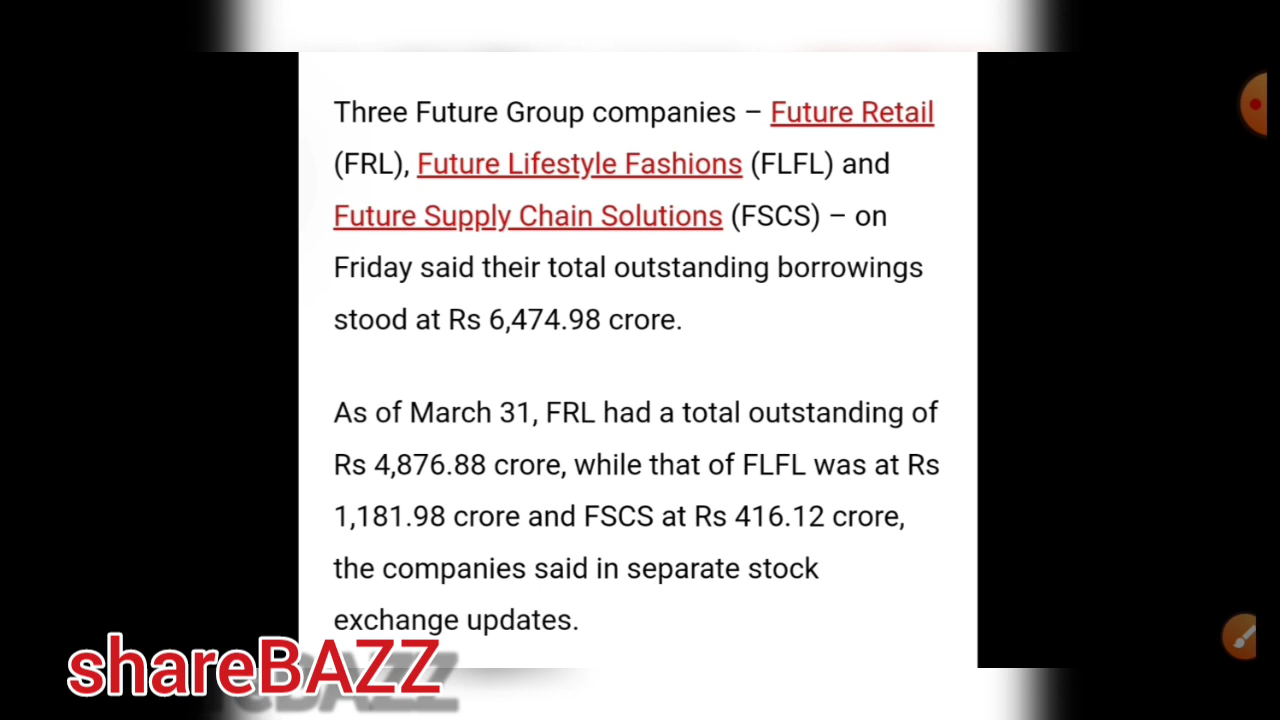 Three Future Group companies – Future Retail
(FRL), Future Lifestyle Fashions (FLFL) and
Future Supply Chain Solutions (FSCS) – on
Friday said their total outstanding borrowings
stood at Rs 6,474.98 crore.
As of March 31, FRL had a total outstanding of
Rs 4,876.88 crore, while that of FLFL was at Rs
1,181.98 crore and FSCS at Rs 416.12 crore,
the companies said in separate stock
exchange updates.
shareBAZZ